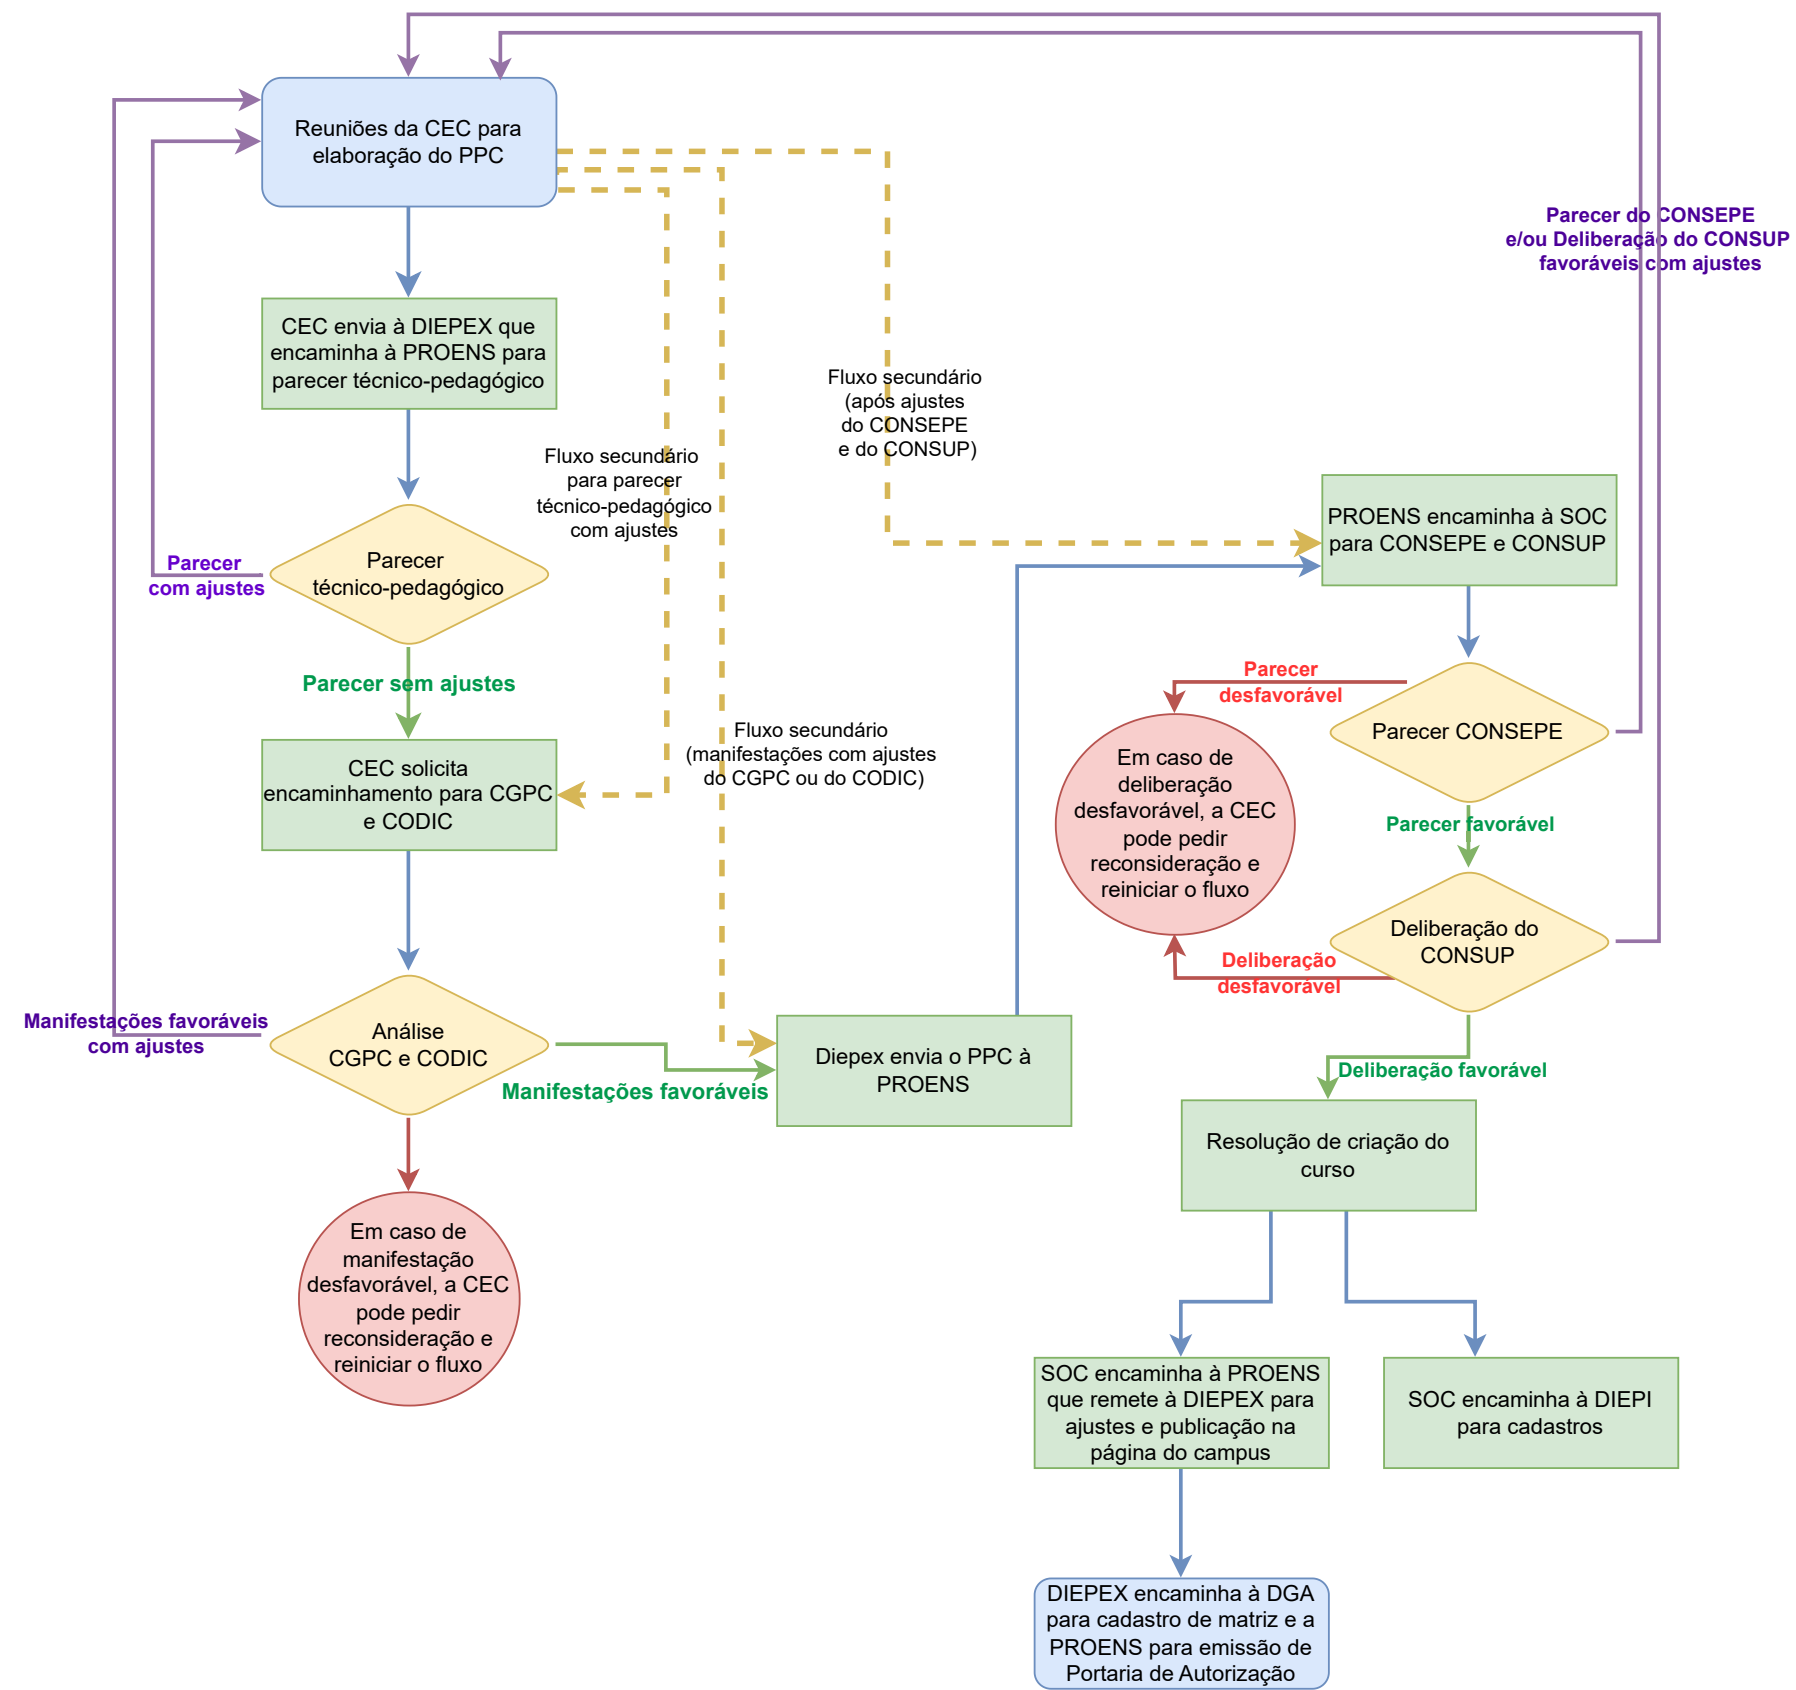 Reuniões da CEC para
elaboração do PPC
Parecer do CONSEPE
e/ou Deliberação do CONSUP
favoráveis com ajustes
CEC envia à DIEPEX que
encaminha à PROENS para
parecer técnico-pedagógico
Fluxo secundário
(após ajustes
do CONSEPE
e do CONSUP)
Fluxo secundário
para parecer
técnico-pedagógico
com ajustes
PROENS encaminha à SOC
para CONSEPE e CONSUP
Parecer
com ajustes
Parecer
técnico-pedagógico
Parecer sem ajustes
Parecer
desfavorável
Parecer CONSEPE
Fluxo secundário
(manifestações com ajustes
do CGPC ou do CODIC)
CEC solicita
encaminhamento para CGPC
e CODIC
Em caso de
deliberação
desfavorável, a CEC
pode pedir
reconsideração e
reiniciar o fluxo
Parecer favorável
Deliberação do
CONSUP
Deliberação
desfavorável
Manifestações favoráveis
com ajustes
Análise
CGPC e CODIC
Manifestações favoráveis
Diepex envia o PPC à
PROENS
Deliberação favorável
Resolução de criação do
curso
Em caso de
manifestação
desfavorável, a CEC
pode pedir
reconsideração e
reiniciar o fluxo
SOC encaminha à PROENS
que remete à DIEPEX para
ajustes e publicação na
página do campus
SOC encaminha à DIEPI
para cadastros
DIEPEX encaminha à DGA
para cadastro de matriz e a
PROENS para emissão de
Portaria de Autorização